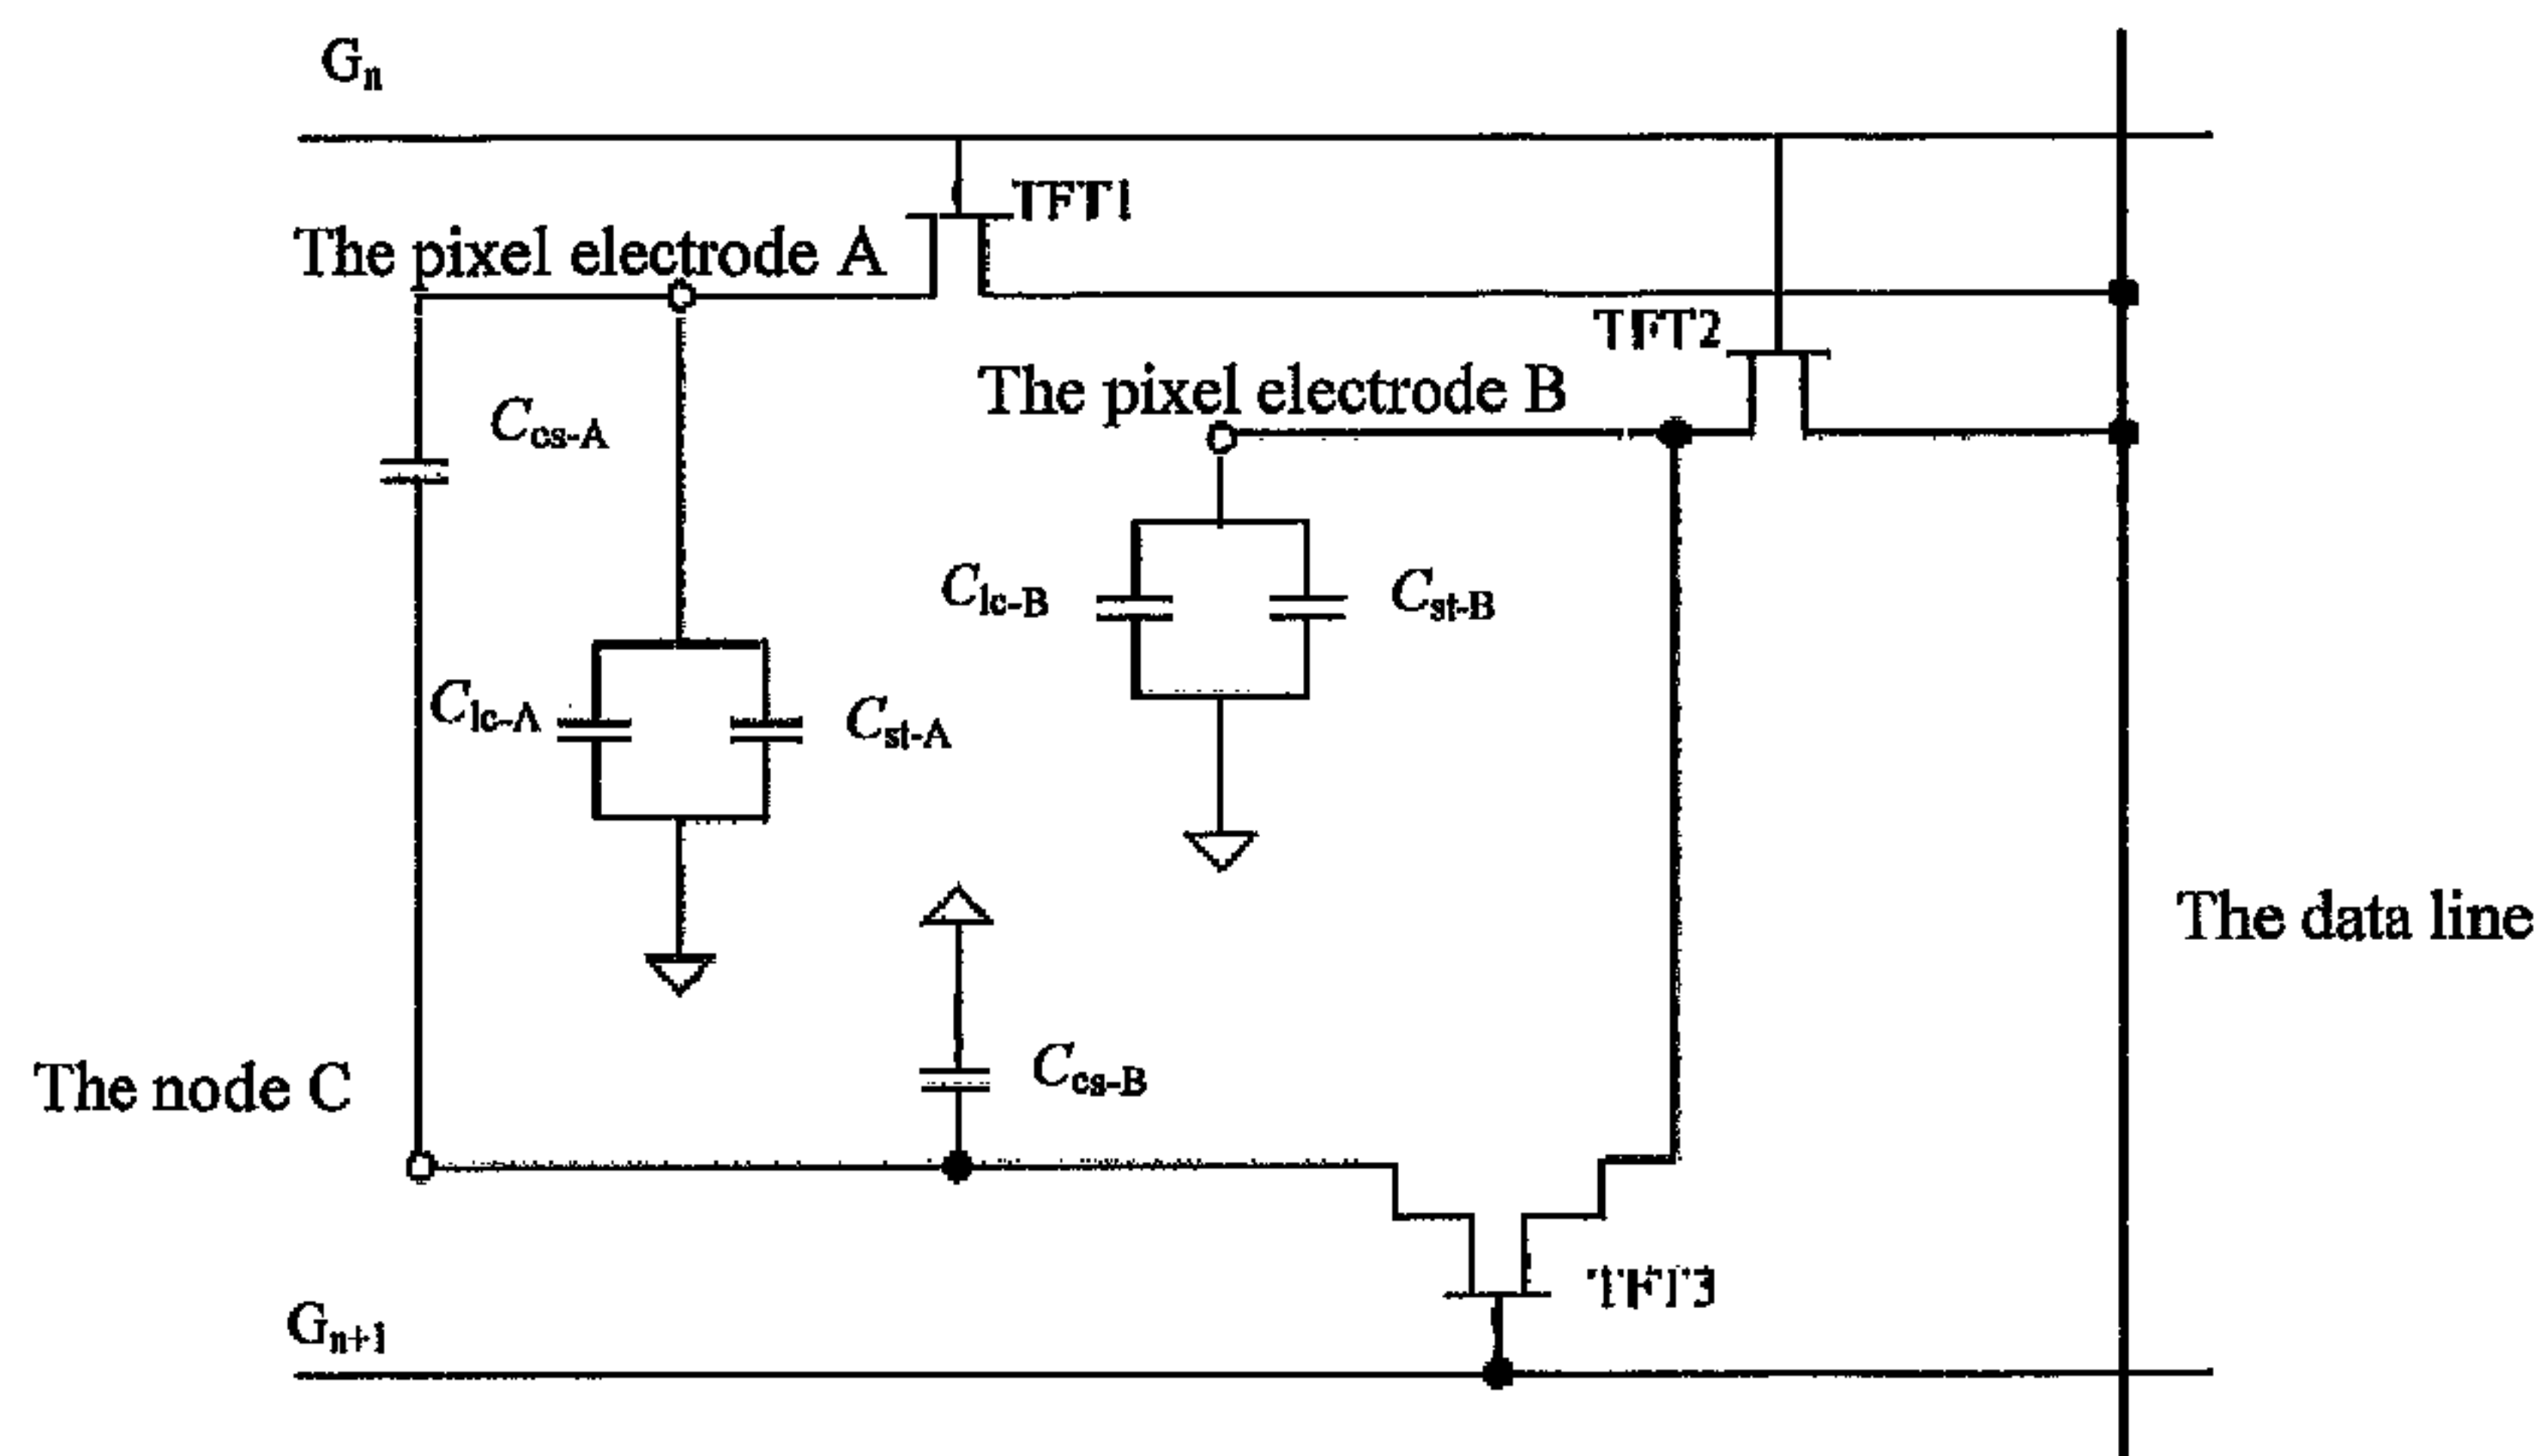 Gn
TFT1
The pixel electrode A
TFT2
The pixel electrode B
Ccs-A
Clc-B
Cst-B
Clc-A
Cst-A
The data line
Ccs-B
The node C
TFT3
Gn+1